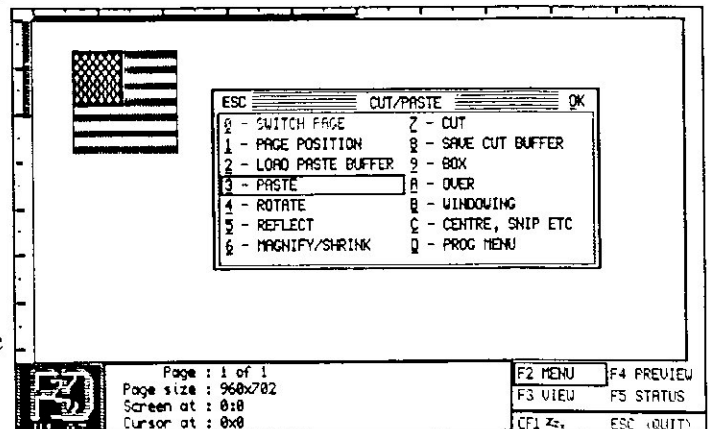 ESC CUT/PASTE OK
0 - SWITCH PAGE
1 - PAGE POSITION
2 - LOAD PASTE BUFFER
3 - PASTE
4 - ROTATE
5 - REFLECT
6 - MAGNIFY/SHRINK
7 - CUT
8 - SAVE CUT BUFFER
9 - BOX
A - OVER
B - WINDOWING
C - CENTRE, SNIP ETC
D - PROG MENU
Page : 1 of 1
Page size : 960x702
Screen at : 0:0
Cursor at : 0x0
F2 MENU F4 PREVIEW
F3 VIEW F5 STATUS
CF1 ESC (QUIT)